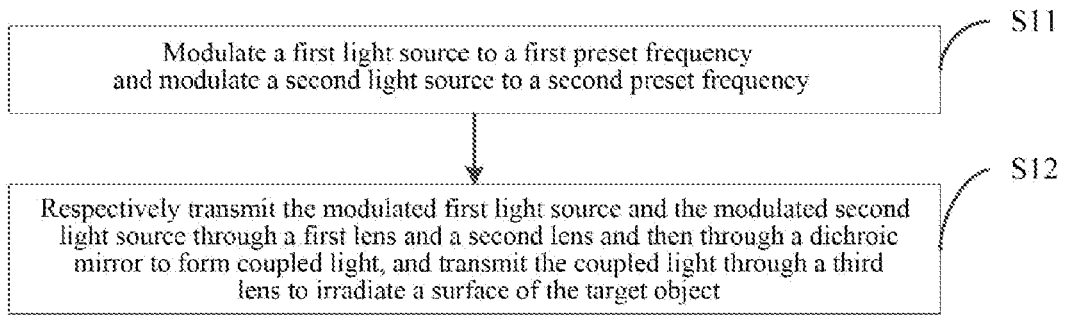 S11
Modulate a first light source to a first preset frequency
and modulate a second light source to a second preset frequency
S12
Respectively transmit the modulated first light source and the modulated second
light source through a first lens and a second lens and then through a dichroic
mirror to form coupled light, and transmit the coupled light through a third
lens to irradiate a surface of the target object